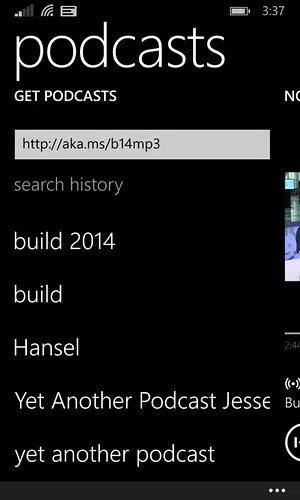 3:37
podcasts
GET PODCASTS
NO
http://aka.ms/b14mp3
search history
build 2014
build
Hansel
2:44
Yet Another Podcast Jesse
Bu
yet another podcast